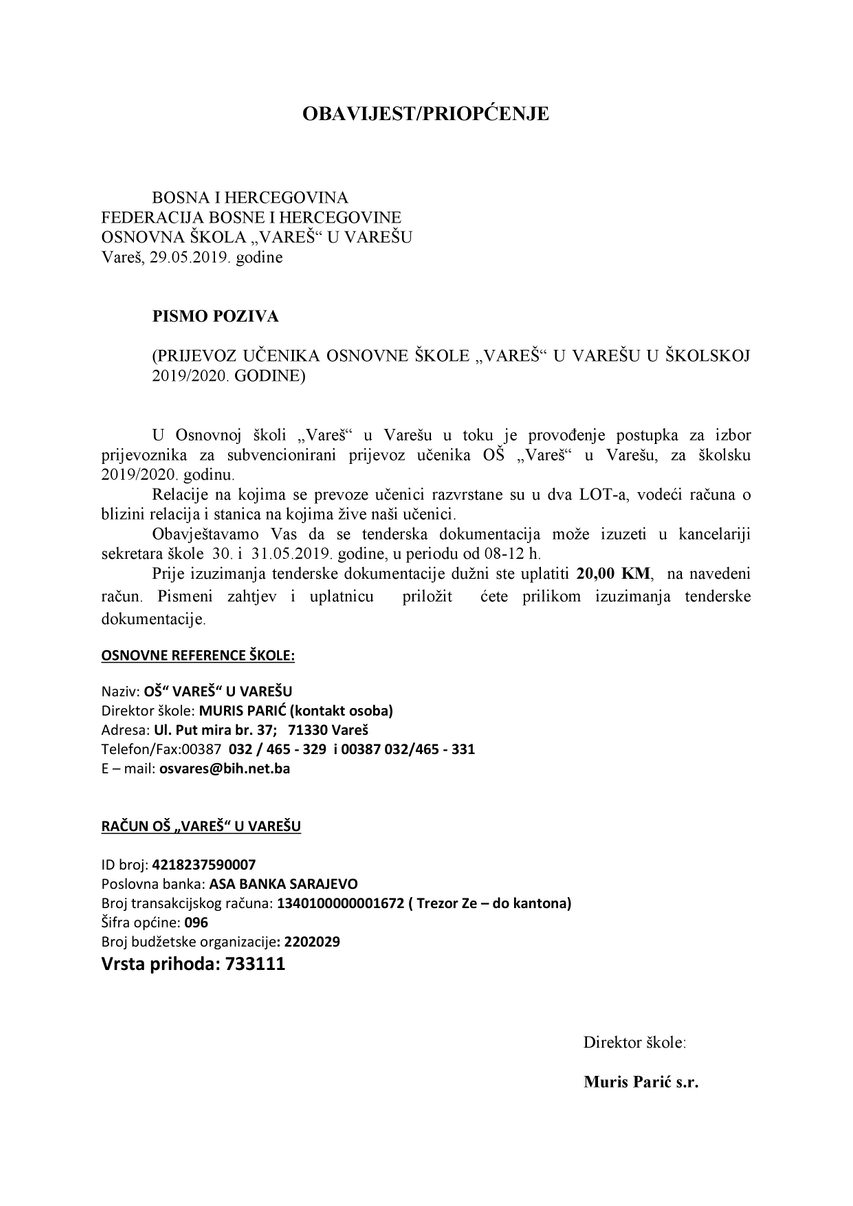 OBAVIJEST/PRIOPĆENJE
BOSNA I HERCEGOVINA
FEDERACIJA BOSNE I HERCEGOVINE
OSNOVNA ŠKOLA „VAREŠ“ U VAREŠU
Vareš, 29.05.2019. godine
PISMO POZIVA
(PRIJEVOZ UČENIKA OSNOVNE ŠKOLE „VAREŠ“ U VAREŠU U ŠKOLSKOJ
2019/2020. GODINE)
U Osnovnoj školi „Vareš“ u Varešu u toku je provođenje postupka za izbor
prijevoznika za subvencionirani prijevoz učenika OŠ „Vareš“ u Varešu, za školsku
2019/2020. godinu.
Relacije na kojima se prevoze učenici razvrstane su u dva LOT-a, vodeći računa o
blizini relacija i stanica na kojima žive naši učenici.
Obavještavamo Vas da se tenderska dokumentacija može izuzeti u kancelariji
sekretara škole 30. i 31.05.2019. godine, u periodu od 08-12 h.
Prije izuzimanja tenderske dokumentacije dužni ste uplatiti 20,00 KM, na navedeni
račun. Pismeni zahtjev i uplatnicu priložit ćete prilikom izuzimanja tenderske
dokumentacije.
OSNOVNE REFERENCE ŠKOLE:
Naziv: OŠ“ VAREŠ“ U VAREŠU
Direktor škole: MURIS PARIĆ (kontakt osoba)
Adresa: Ul. Put mira br. 37; 71330 Vareš
Telefon/Fax:00387 032 / 465 - 329 i 00387 032/465 - 331
E – mail: osvares@bih.net.ba
RAČUN OŠ „VAREŠ“ U VAREŠU
ID broj: 4218237590007
Poslovna banka: ASA BANKA SARAJEVO
Broj transakcijskog računa: 1340100000001672 ( Trezor Ze – do kantona)
Šifra općine: 096
Broj budžetske organizacije: 2202029
Vrsta prihoda: 733111
Direktor škole:
Muris Parić s.r.